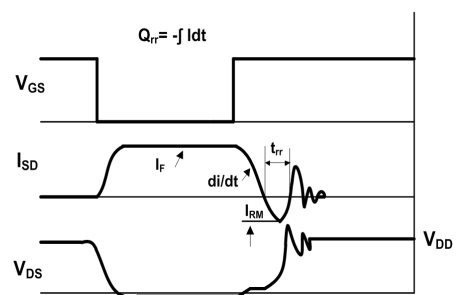 Qrr= -∫ Idt
VGS
ISD
IF
di/dt
trr
IRM
VDD
VDS